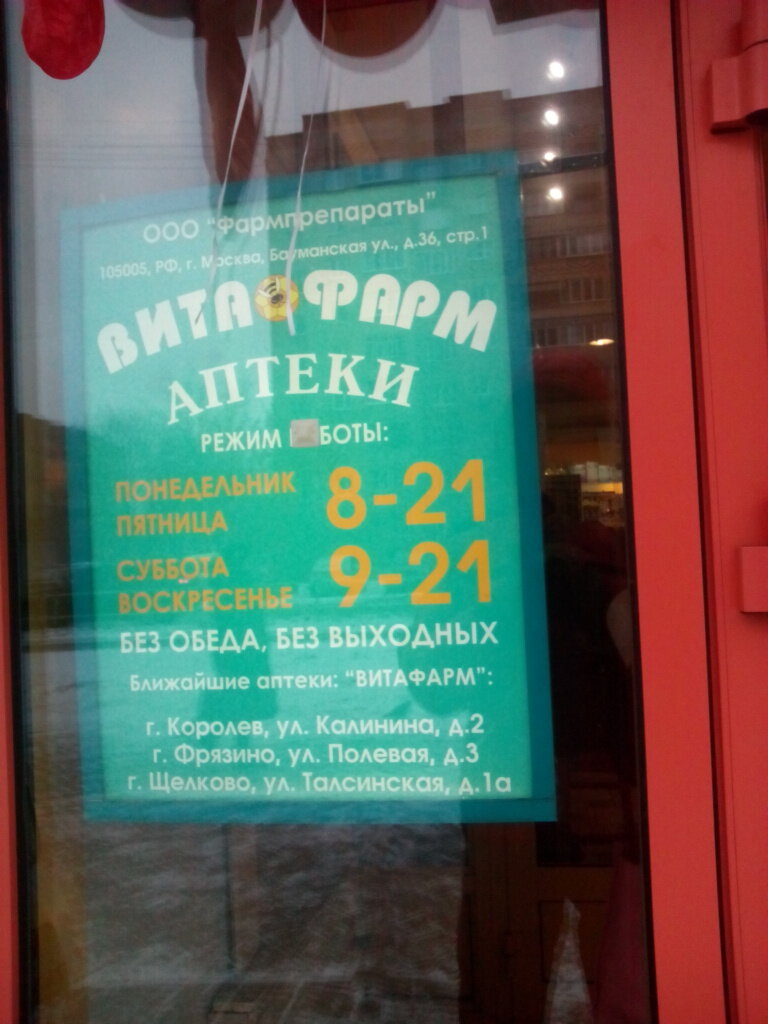 ООО "Фармпрепараты"
105005, РФ, г. Москва, Бауманская ул., д.36, стр.1
ВИТА ФАРМ
АПТЕКИ
РЕЖИМ БОТЫ:
ПОНЕДЕЛЬНИК
ПЯТНИЦА
8-21
СУББОТА
ВОСКРЕСЕНЬЕ
9-21
БЕЗ ОБЕДА, БЕЗ ВЫХОДНЫХ
Ближайшие аптеки: "ВИТАФАРМ":
г. Королев, ул. Калинина, д.2
г. Фрязино, ул. Полевая, д.3
г. Щелково, ул. Талсинская, д.1а